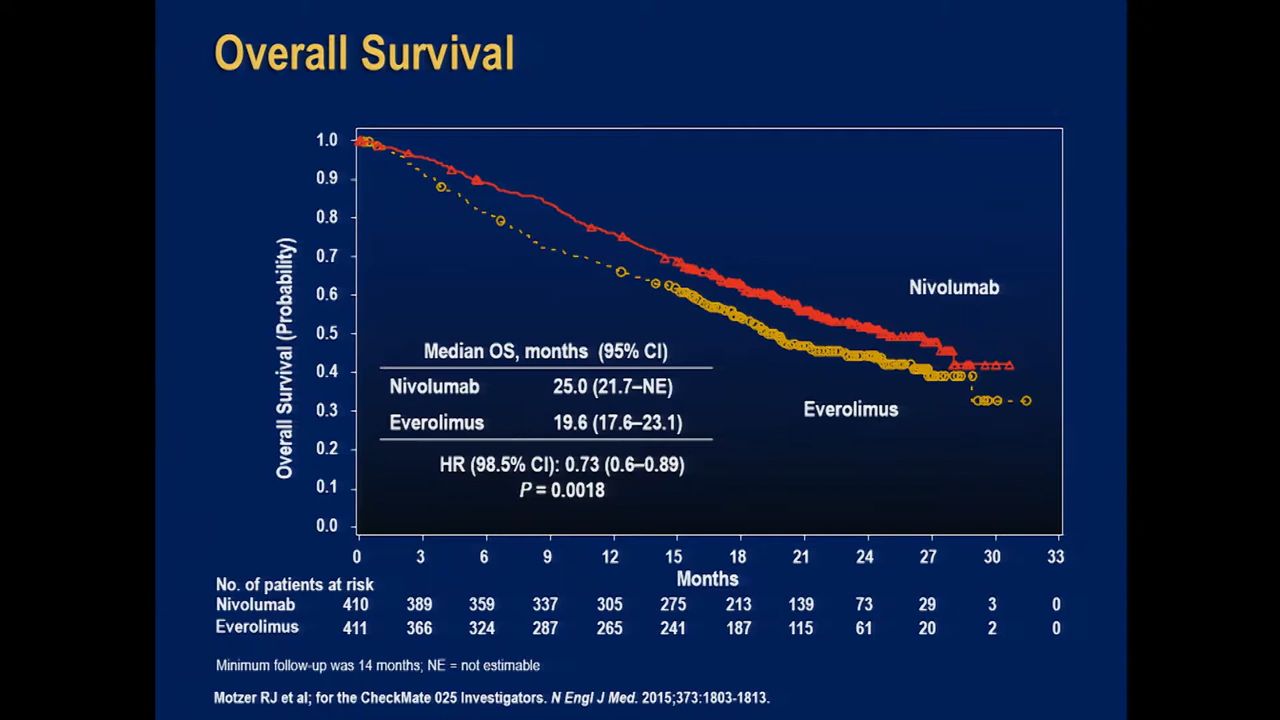 Overall Survival
1.0
0.9
0.8
0.7
0.6
0.5
0.4
0.3
0.2
0.1
0.0
Overall Survival (Probability)
Nivolumab
Everolimus
Median OS, months (95% CI)
Nivolumab 25.0 (21.7–NE)
Everolimus 19.6 (17.6–23.1)
HR (98.5% CI): 0.73 (0.6–0.89)
P = 0.0018
0 3 6 9 12 15 18 21 24 27 30 33
Months
No. of patients at risk
Nivolumab 410 389 359 337 305 275 213 139 73 29 3 0
Everolimus 411 366 324 287 265 241 187 115 61 20 2 0
Minimum follow-up was 14 months; NE = not estimable
Motzer RJ et al; for the CheckMate 025 Investigators. N Engl J Med. 2015;373:1803-1813.